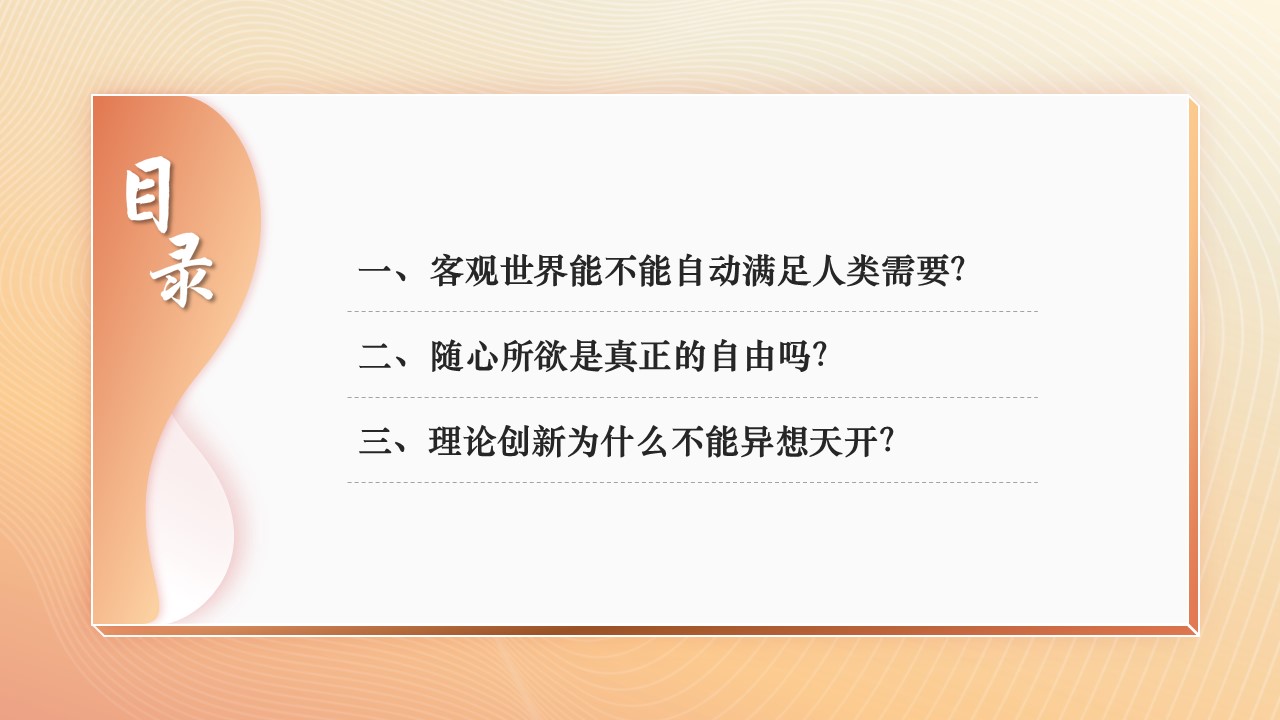 目录
一、客观世界能不能自动满足人类需要？
二、随心所欲是真正的自由吗？
三、理论创新为什么不能异想天开？